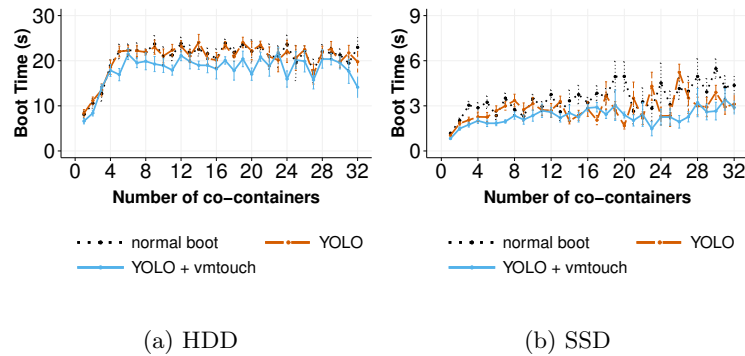 30
20
10
0
Boot Time (s)
0 4 8 12 16 20 24 28 32
Number of co−containers
normal boot
YOLO
YOLO + vmtouch
(a) HDD
9
6
3
0
Boot Time (s)
0 4 8 12 16 20 24 28 32
Number of co−containers
normal boot
YOLO
YOLO + vmtouch
(b) SSD